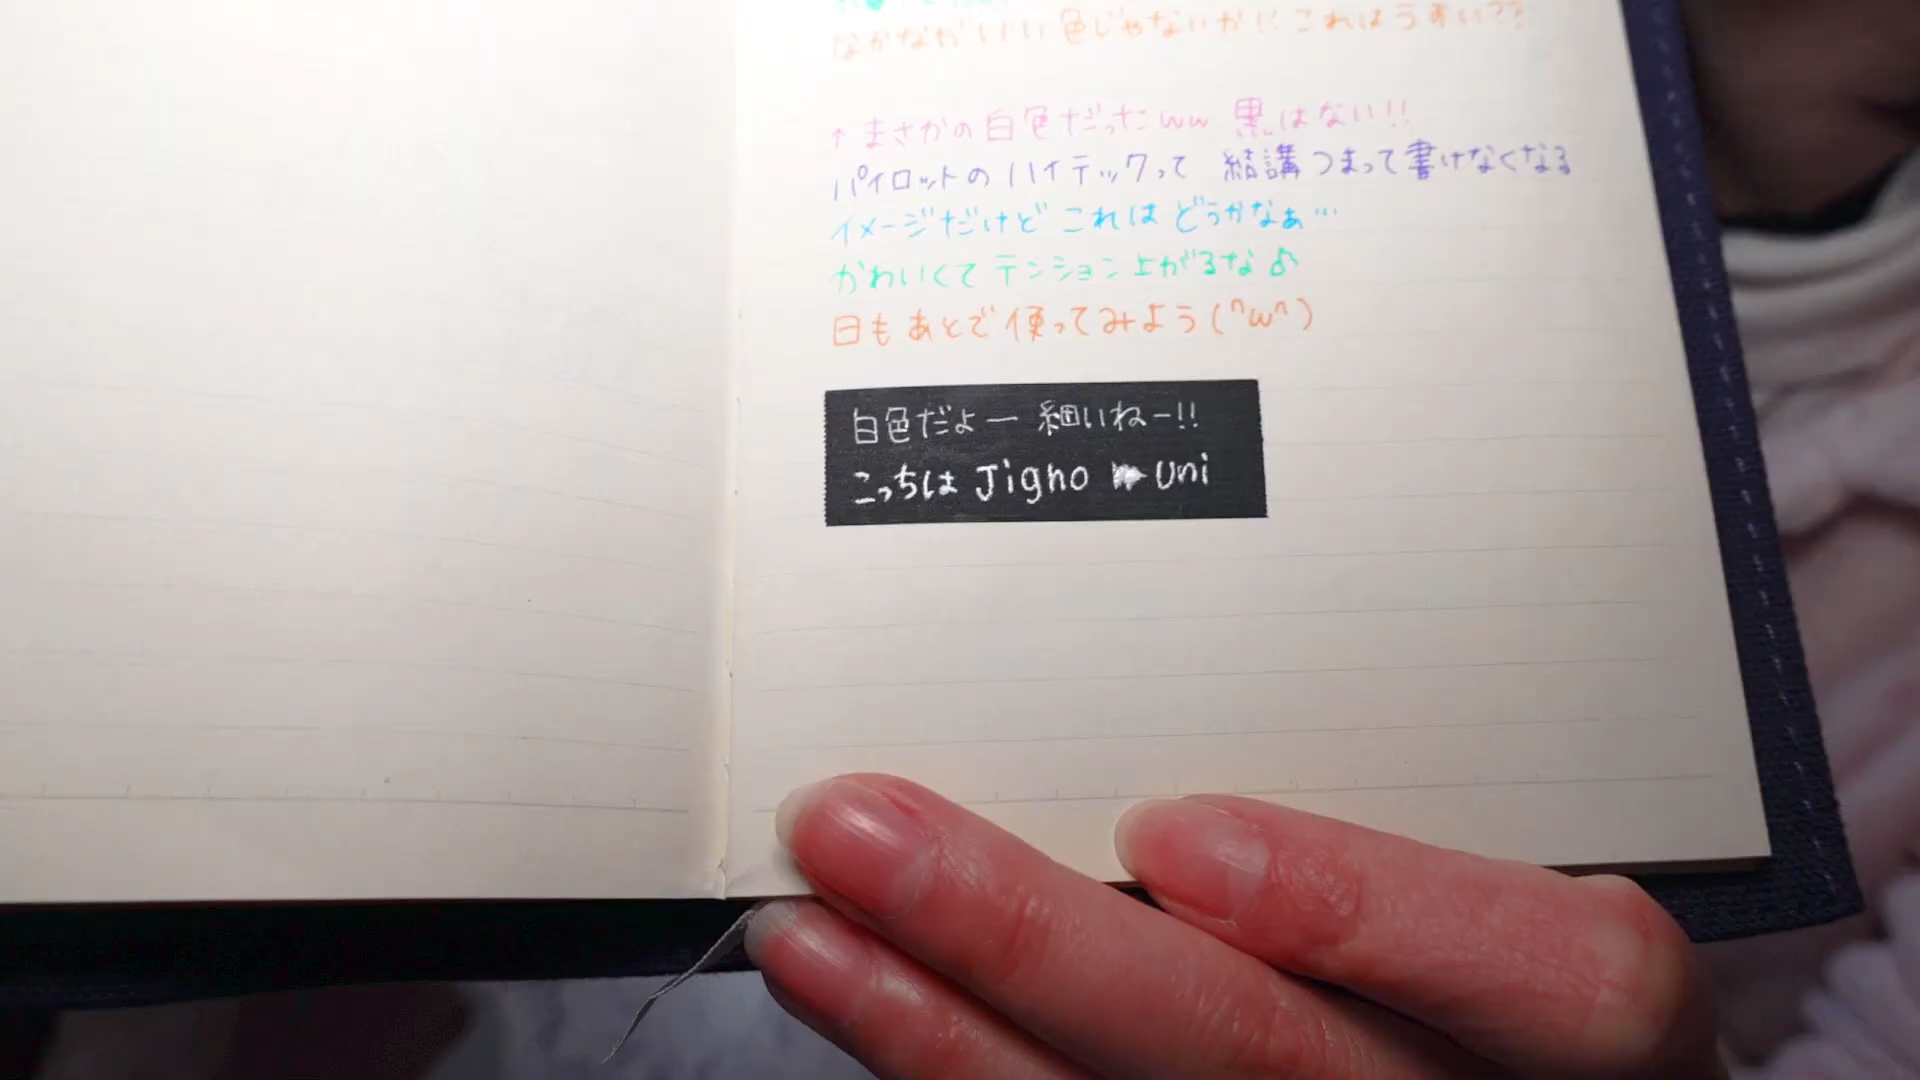 なかなかいい色じゃないか!! これはうすい??
↑まさかの白色だったww 黒はない!!
パイロットのハイテックって 結講つまって書けなくなる
イメージだけど これは どうかなぁ…
かわいくて テンション上がるな♪
日もあとで使ってみよう(^ω^)
白色だよー 細いねー!!
こっちは Jigno uni